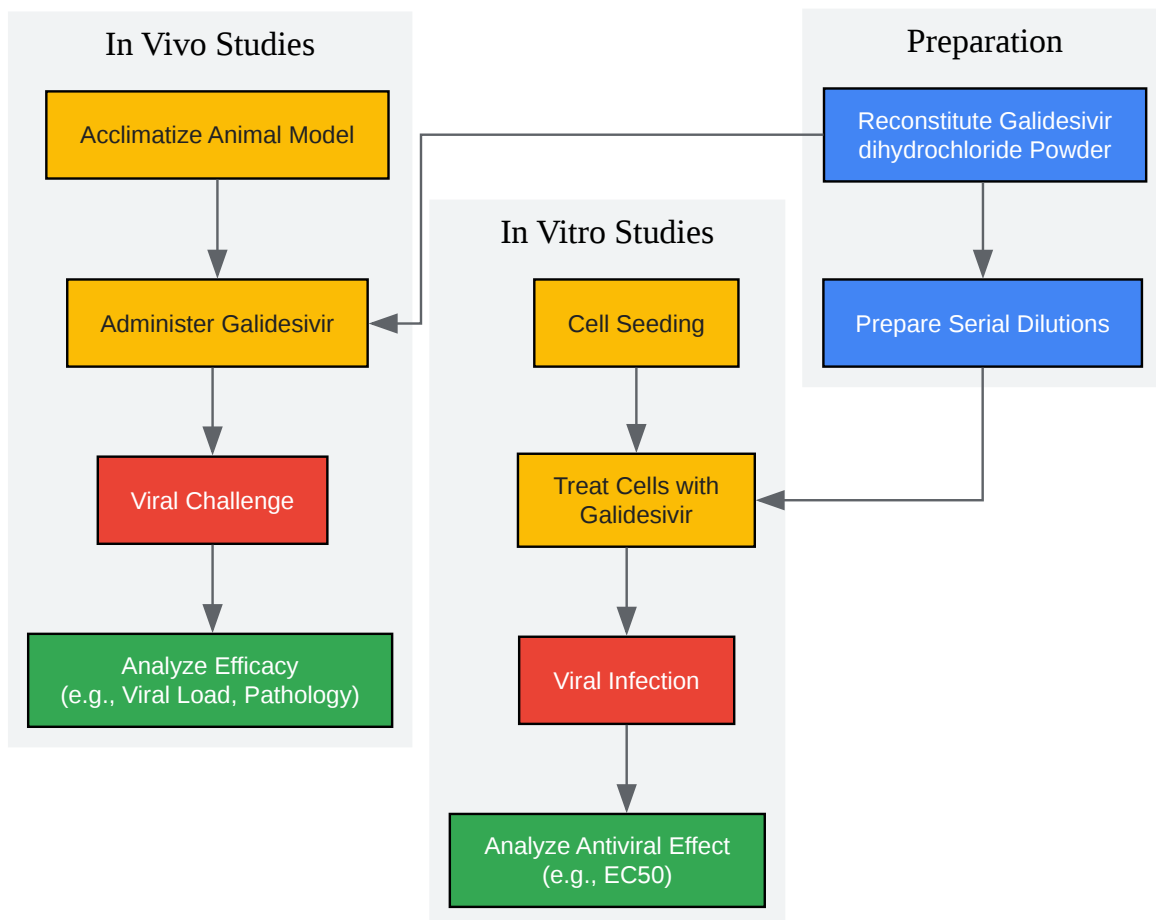 In Vivo Studies
Acclimatize Animal Model
Administer Galidesivir
Viral Challenge
Analyze Efficacy
(e.g., Viral Load, Pathology)
In Vitro Studies
Cell Seeding
Treat Cells with
Galidesivir
Viral Infection
Analyze Antiviral Effect
(e.g., EC50)
Preparation
Reconstitute Galidesivir
dihydrochloride Powder
Prepare Serial Dilutions